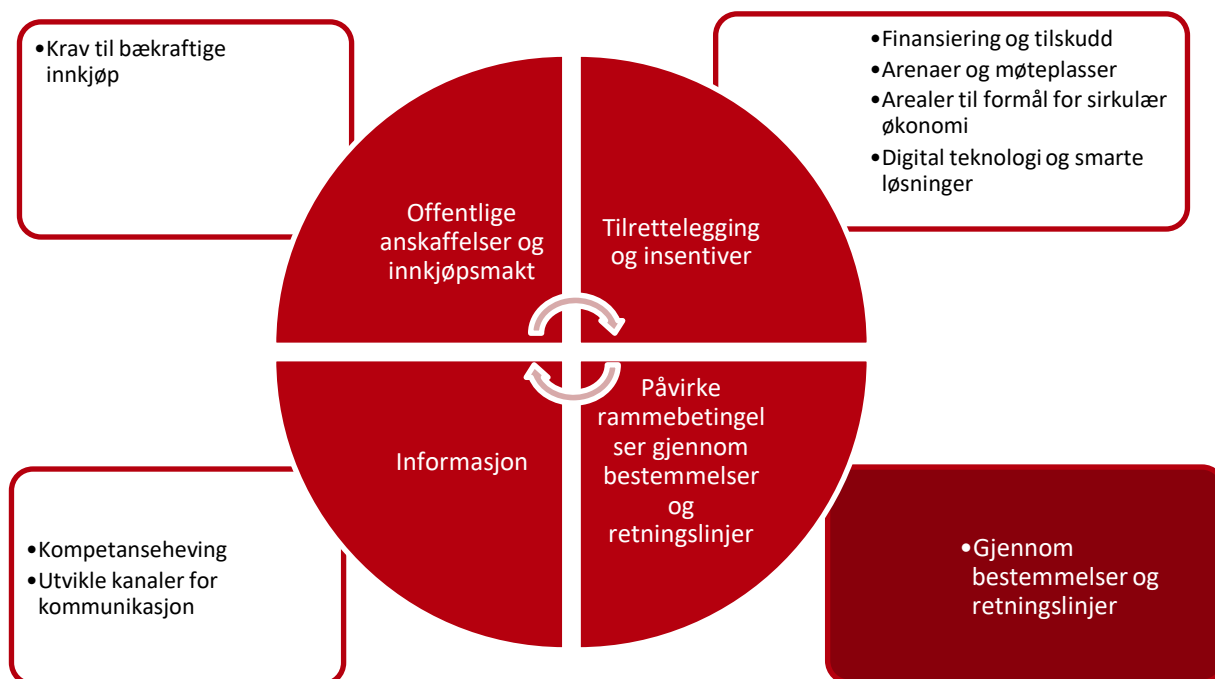 •Krav til bækraftige
innkjøp
•Finansiering og tilskudd
•Arenaer og møteplasser
•Arealer til formål for sirkulær
økonomi
•Digital teknologi og smarte
løsninger
Offentlige
anskaffelser og
innkjøpsmakt
Tilrettelegging
og insentiver
Informasjon
Påvirke
rammebetingel
ser gjennom
bestemmelser
og
retningslinjer
•Kompetanseheving
•Utvikle kanaler for
kommunikasjon
•Gjennom
bestemmelser og
retningslinjer